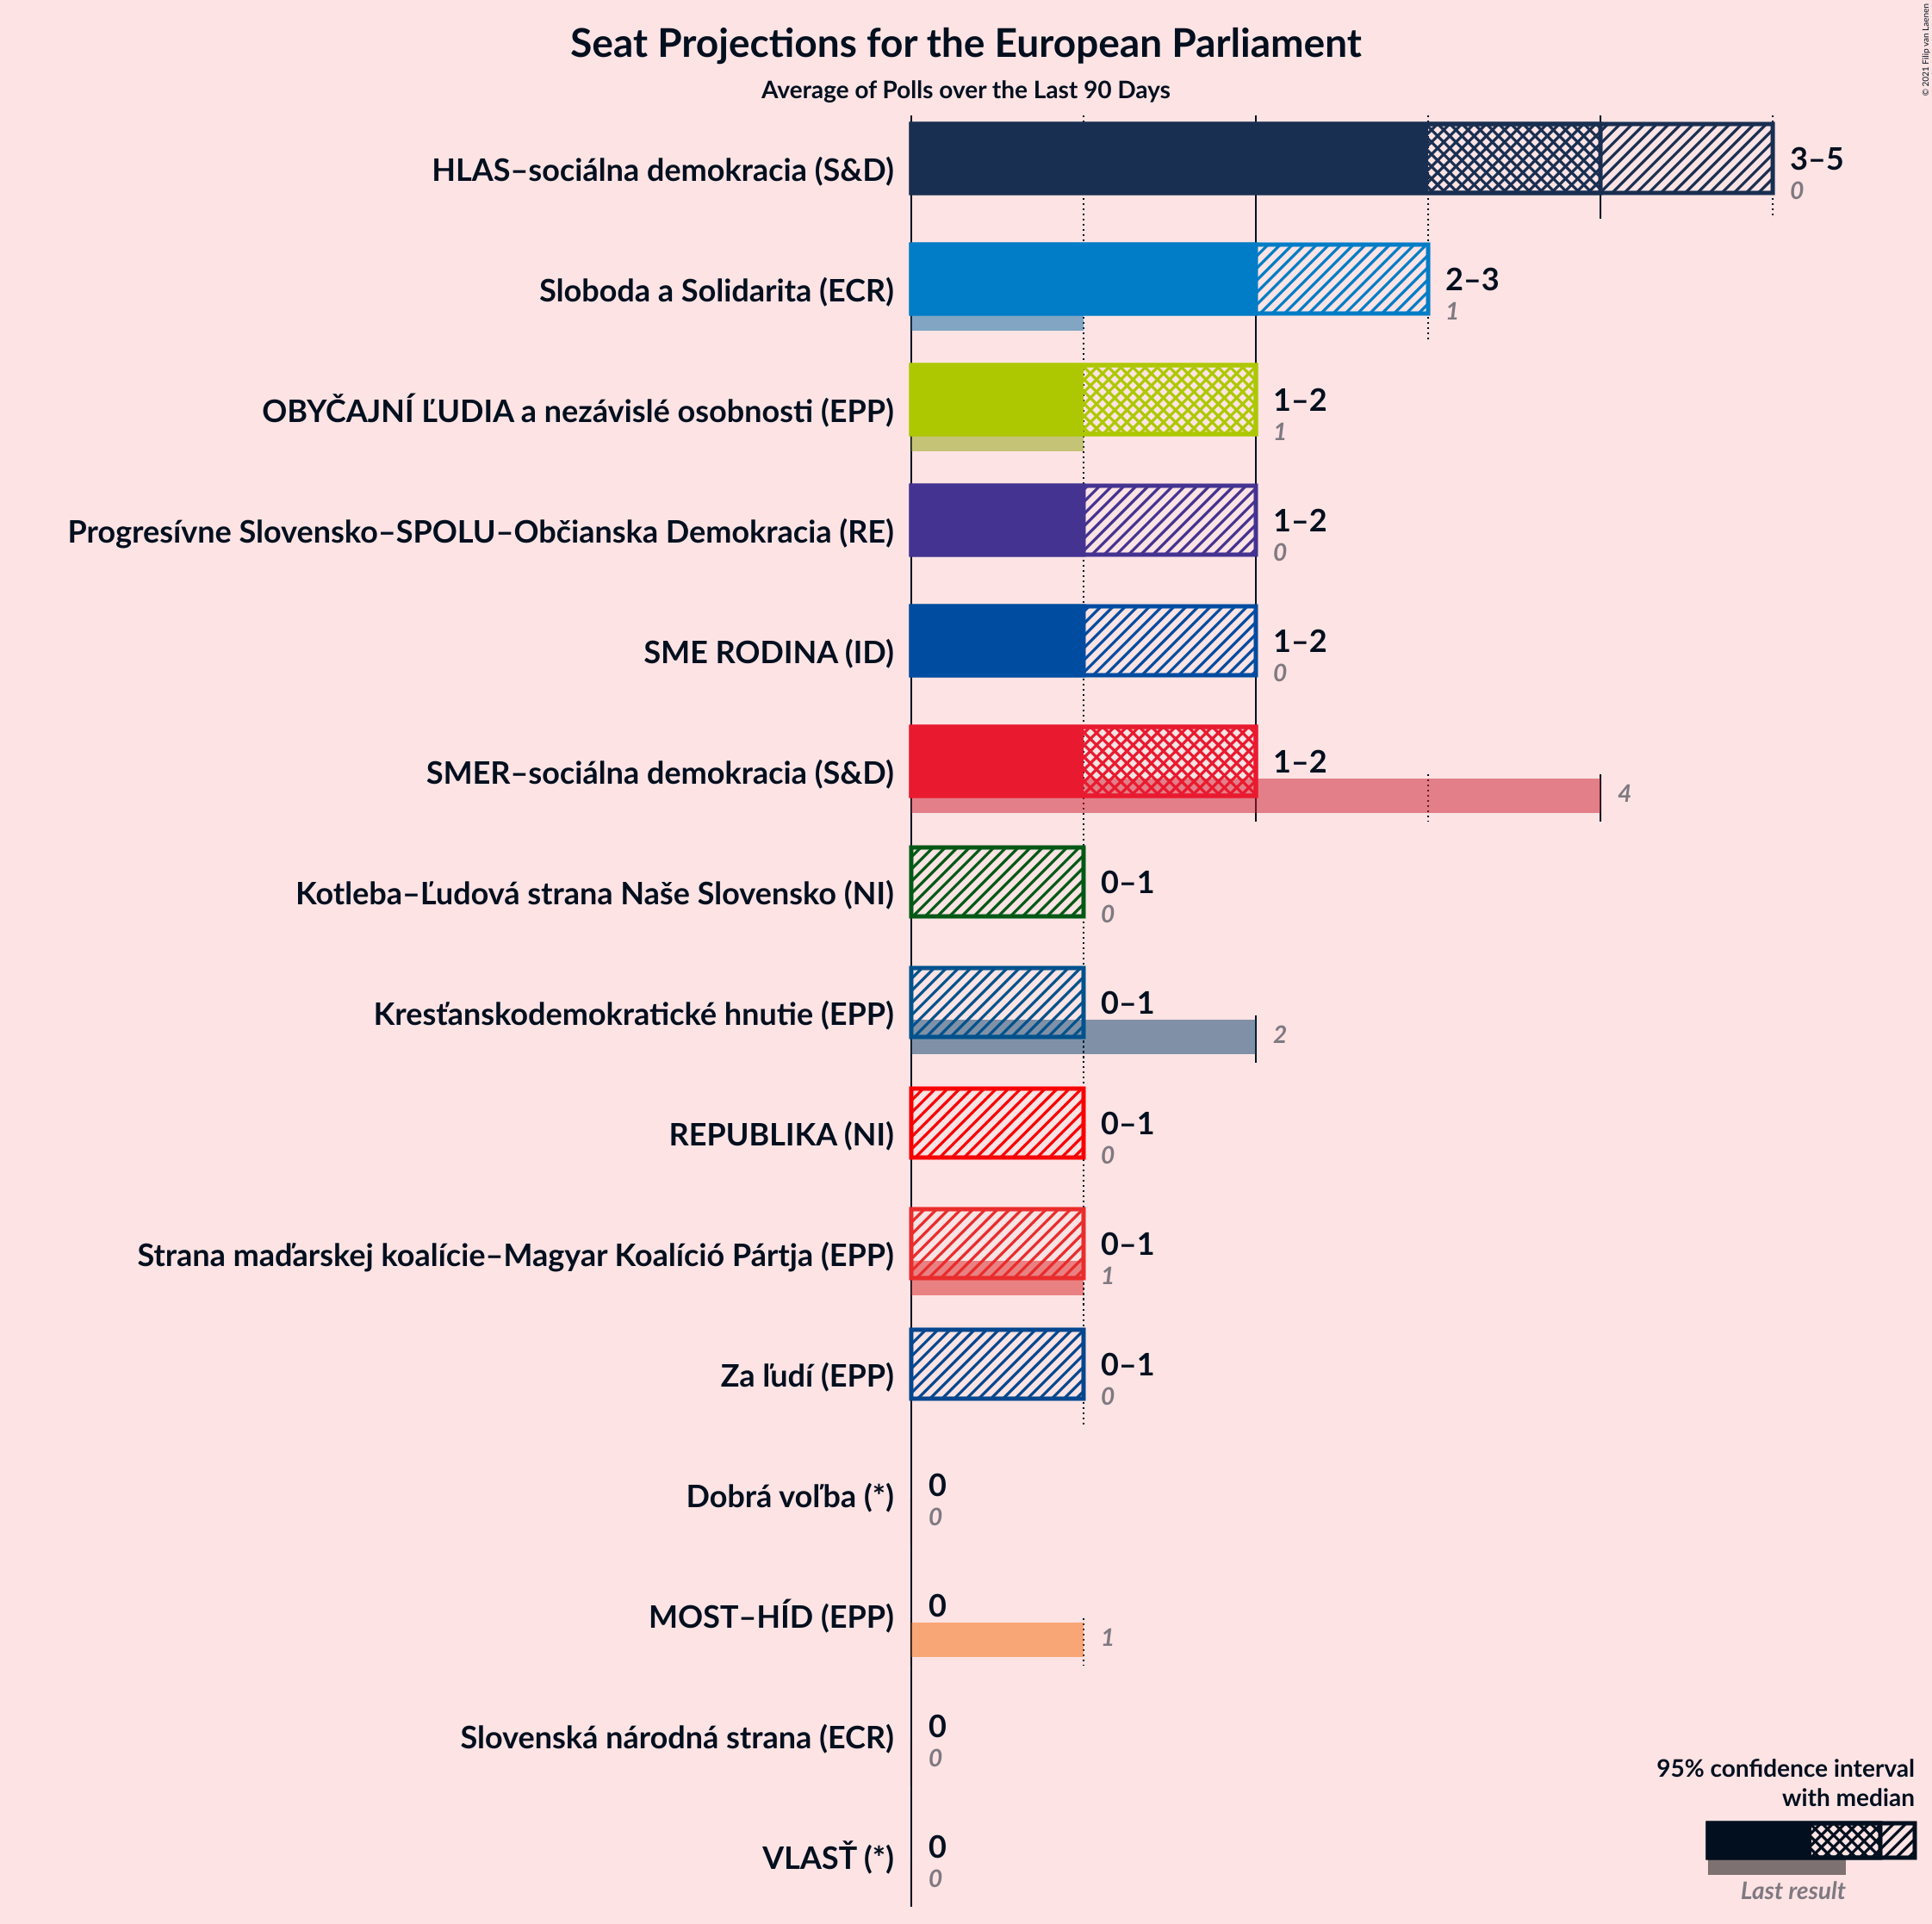 Seat Projections for the European Parliament
Average of Polls over the Last 90 Days
© 2021 Filip van Laenen
HLAS–sociálna demokracia (S&D)
3–5
0
Sloboda a Solidarita (ECR)
2–3
1
OBYČAJNÍ ĽUDIA a nezávislé osobnosti (EPP)
1–2
1
Progresívne Slovensko–SPOLU–Občianska Demokracia (RE)
1–2
0
SME RODINA (ID)
1–2
0
SMER–sociálna demokracia (S&D)
1–2
4
Kotleba–Ľudová strana Naše Slovensko (NI)
0–1
0
Kresťanskodemokratické hnutie (EPP)
0–1
2
REPUBLIKA (NI)
0–1
0
Strana maďarskej koalície–Magyar Koalíció Pártja (EPP)
0–1
1
Za ľudí (EPP)
0–1
0
Dobrá voľba (*)
0
0
MOST–HÍD (EPP)
0
1
Slovenská národná strana (ECR)
0
0
VLASŤ (*)
0
0
95% confidence interval
with median
Last result